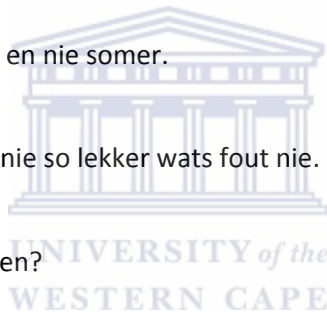 en nie somer.
nie so lekker wats fout nie.
UNIVERSITY of the
en?
WESTERN CAPE